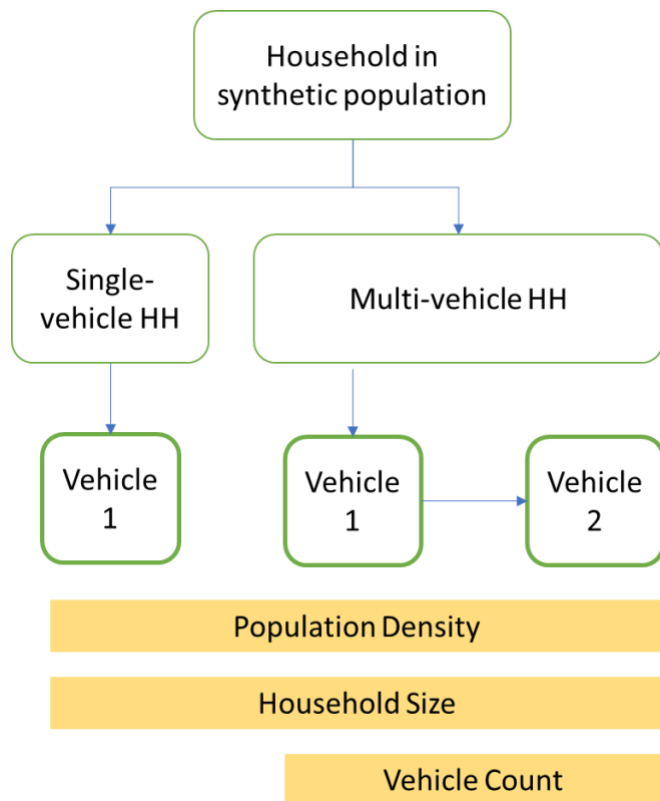 Household in
synthetic population
Single-
vehicle HH
Multi-vehicle HH
Vehicle
1
Vehicle
1
Vehicle
2
Population Density
Household Size
Vehicle Count